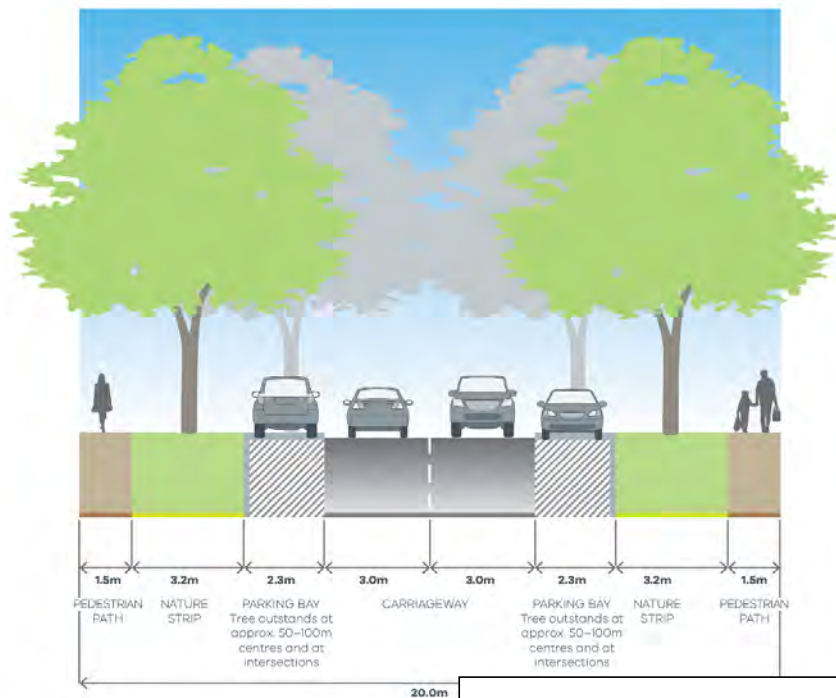 1.5m 3.2m 2.3m 3.0m 3.0m 2.3m 3.2m 1.5m
PEDESTRIAN PATH
NATURE STRIP
PARKING BAY
Tree outstands at
approx. 50–100m
centres and at
intersections
CARRIAGEWAY
PARKING BAY
Tree outstands at
approx. 50–100m
centres and at
intersections
NATURE STRIP
PEDESTRIAN PATH
20.0m